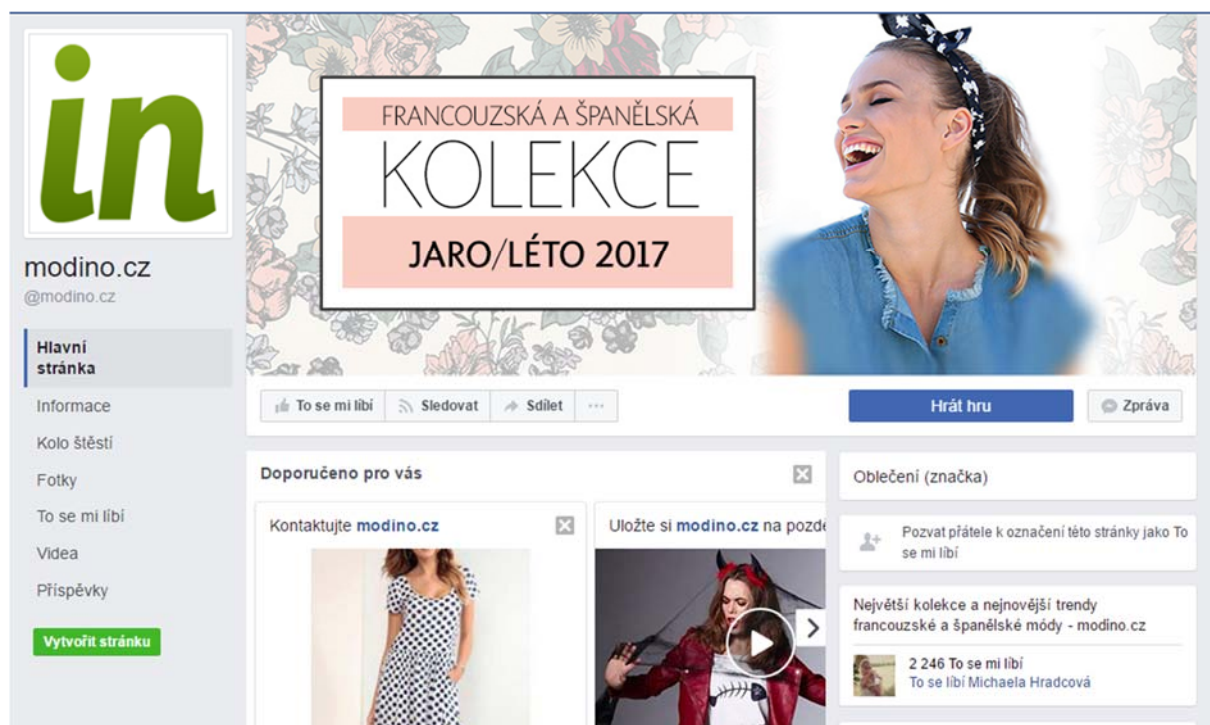 in
modino.cz
@modino.cz
Hlavní
stránka
Informace
Kolo štěstí
Fotky
To se mi líbí
Videa
Příspěvky
Vytvořit stránku
FRANCOUZSKÁ A ŠPANĚLSKÁ
KOLEKCE
JARO/LÉTO 2017
To se mi líbí Sledovat Sdílet ···
Hrát hru Zpráva
Doporučeno pro vás
Kontaktujte modino.cz
Uložte si modino.cz na pozdě
Oblečení (značka)
Pozvat přátele k označení této stránky jako To
se mi líbí
Největší kolekce a nejnovější trendy
francouzské a španělské módy - modino.cz
2 246 To se mi líbí
To se líbí Michaela Hradcová